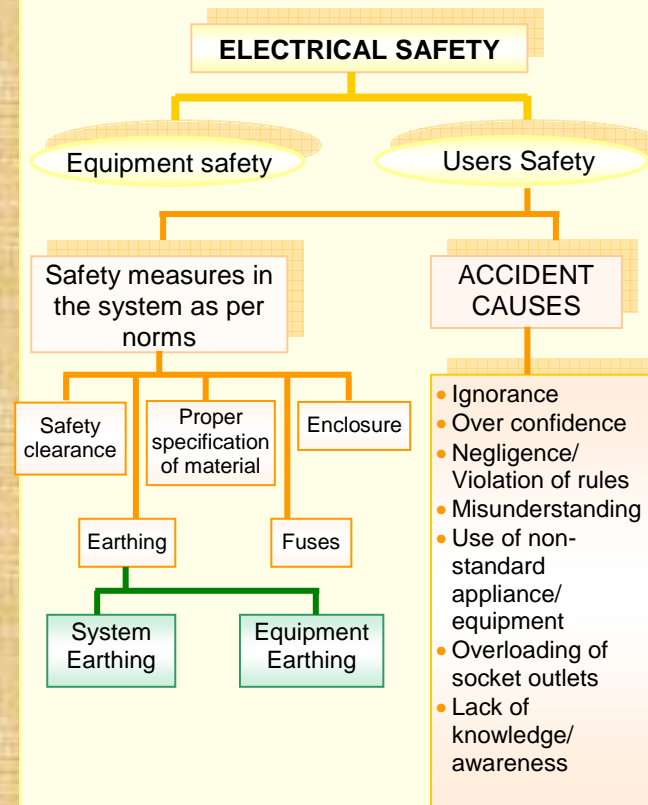 ELECTRICAL SAFETY
Equipment safety
Users Safety
Safety measures in
the system as per
norms
ACCIDENT
CAUSES
Safety
clearance
Proper
specification
of material
Enclosure
Earthing
Fuses
System
Earthing
Equipment
Earthing
• Ignorance
• Over confidence
• Negligence/
Violation of rules
• Misunderstanding
• Use of non-
standard
appliance/
equipment
• Overloading of
socket outlets
• Lack of
knowledge/
awareness